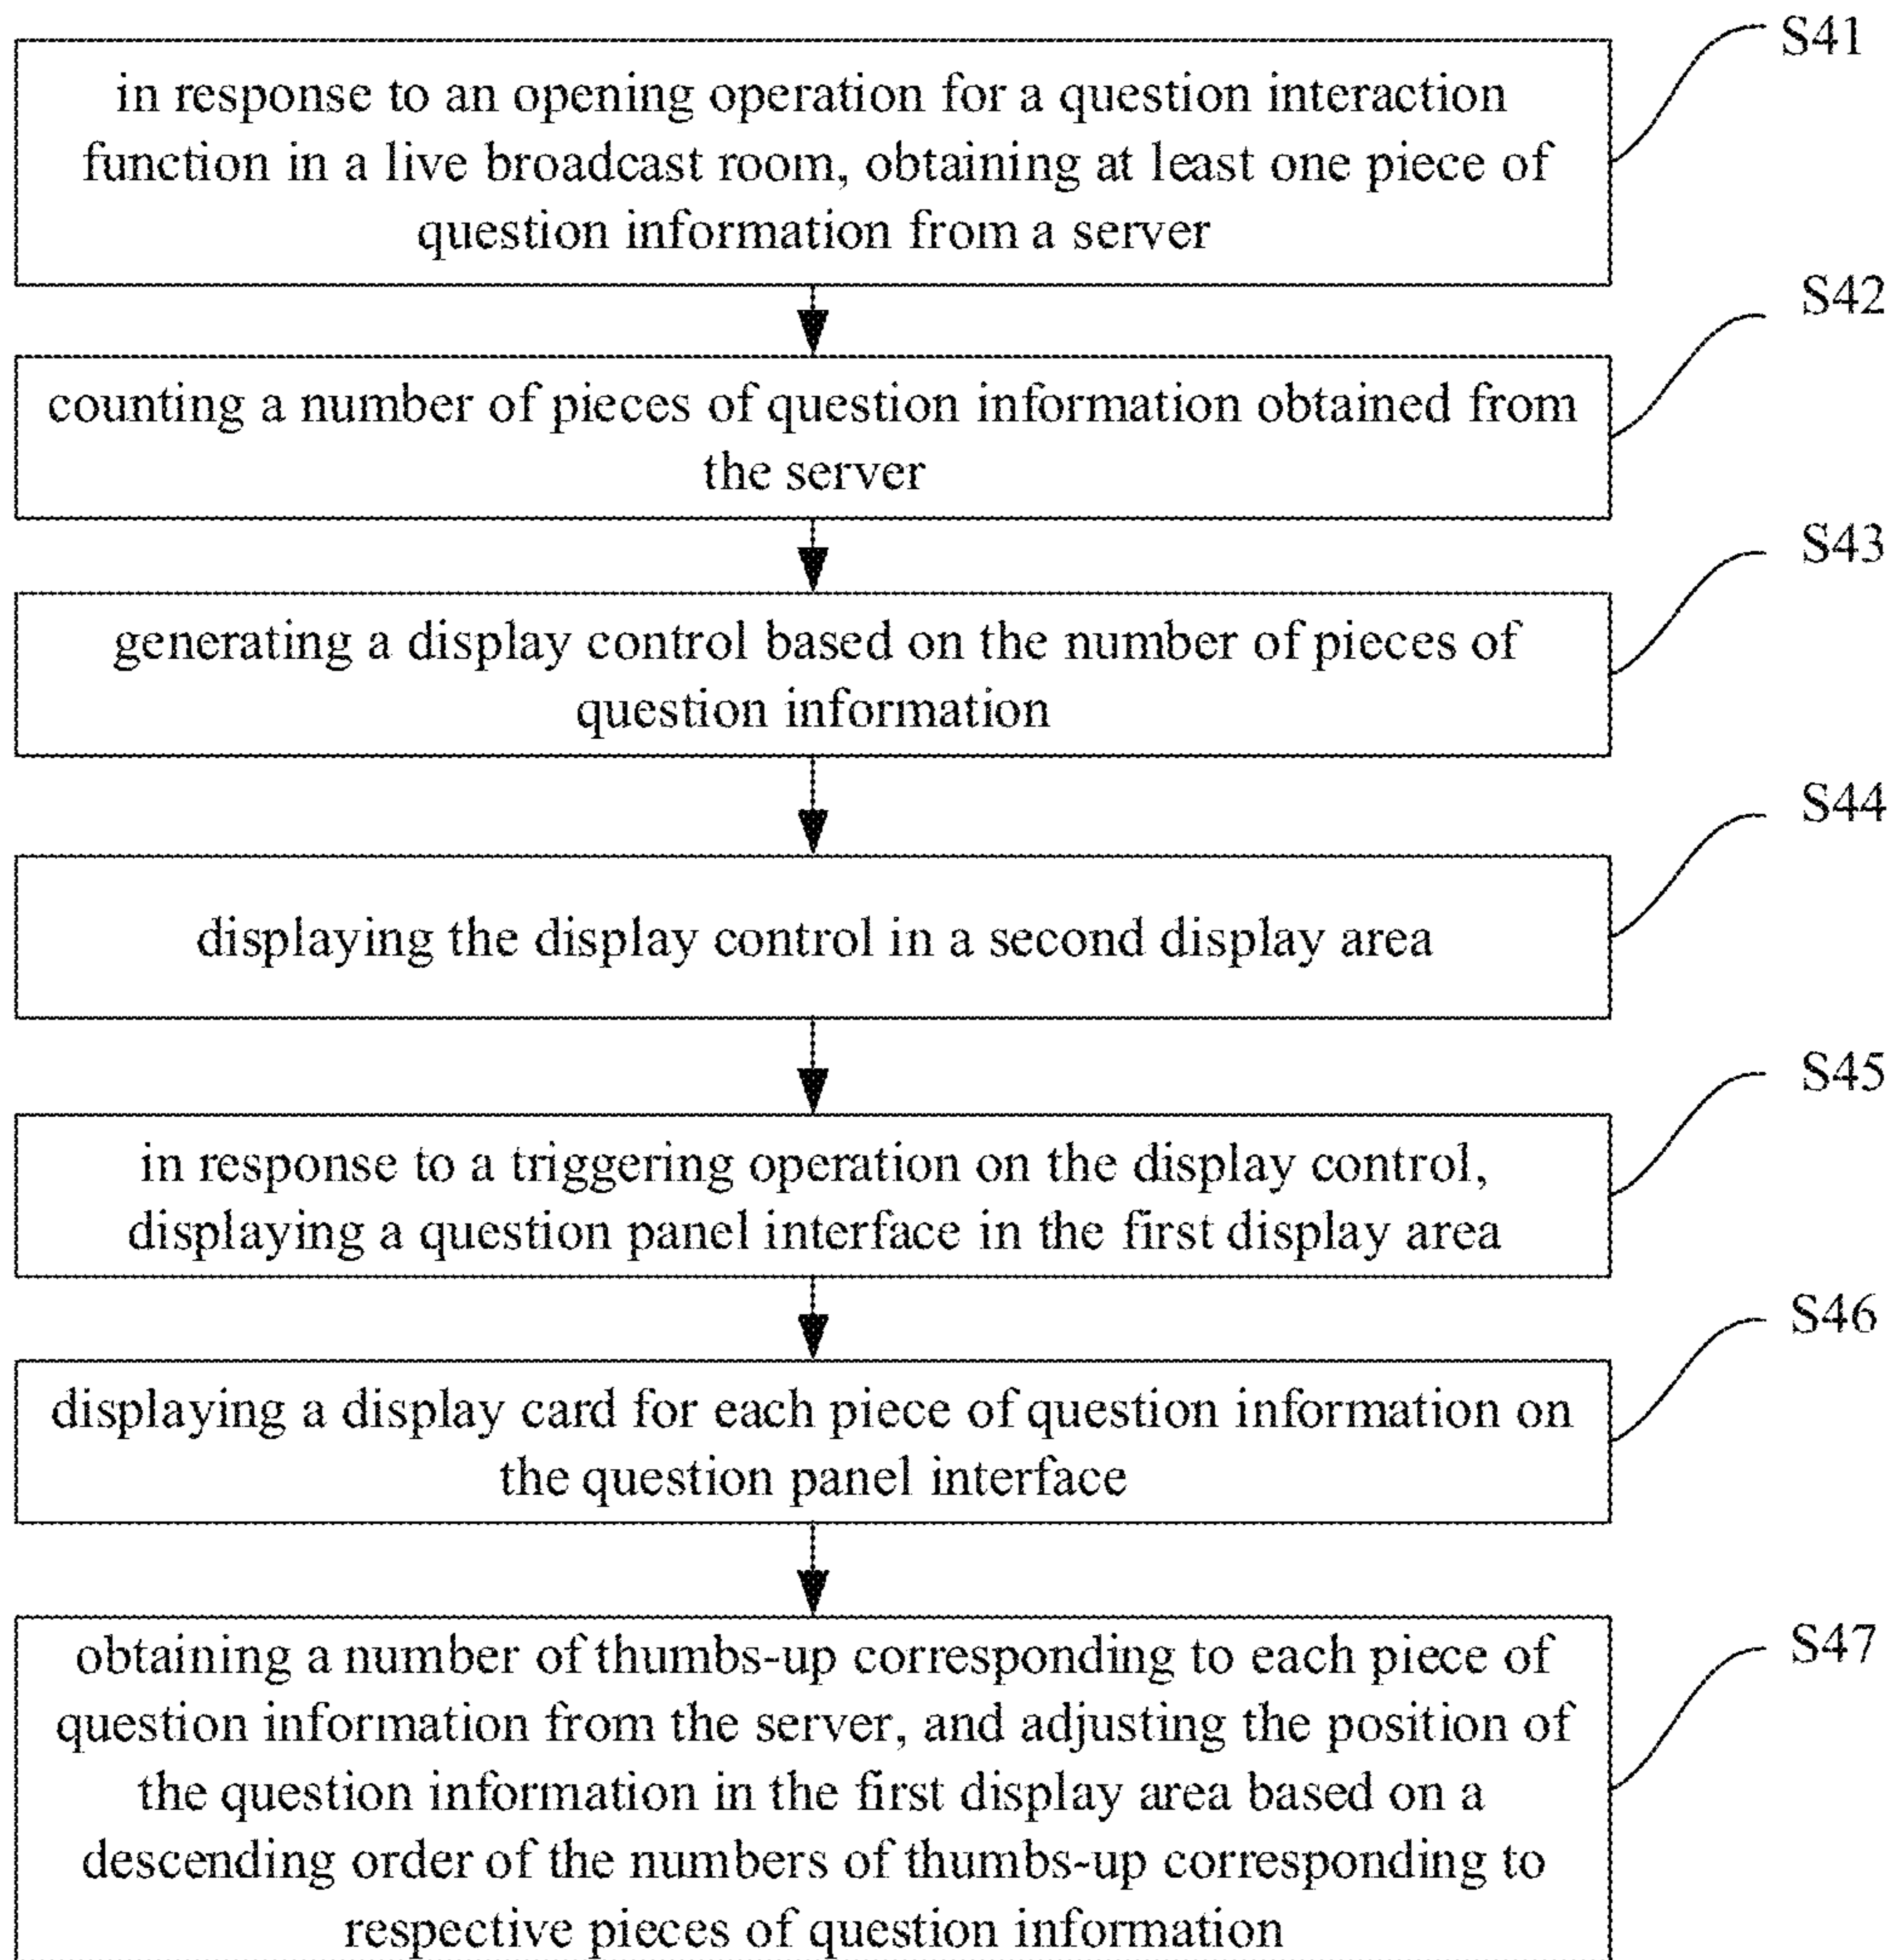 S41
in response to an opening operation for a question interaction
function in a live broadcast room, obtaining at least one piece of
question information from a server
S42
counting a number of pieces of question information obtained from
the server
S43
generating a display control based on the number of pieces of
question information
S44
displaying the display control in a second display area
S45
in response to a triggering operation on the display control,
displaying a question panel interface in the first display area
S46
displaying a display card for each piece of question information on
the question panel interface
S47
obtaining a number of thumbs-up corresponding to each piece of
question information from the server, and adjusting the position of
the question information in the first display area based on a
descending order of the numbers of thumbs-up corresponding to
respective pieces of question information